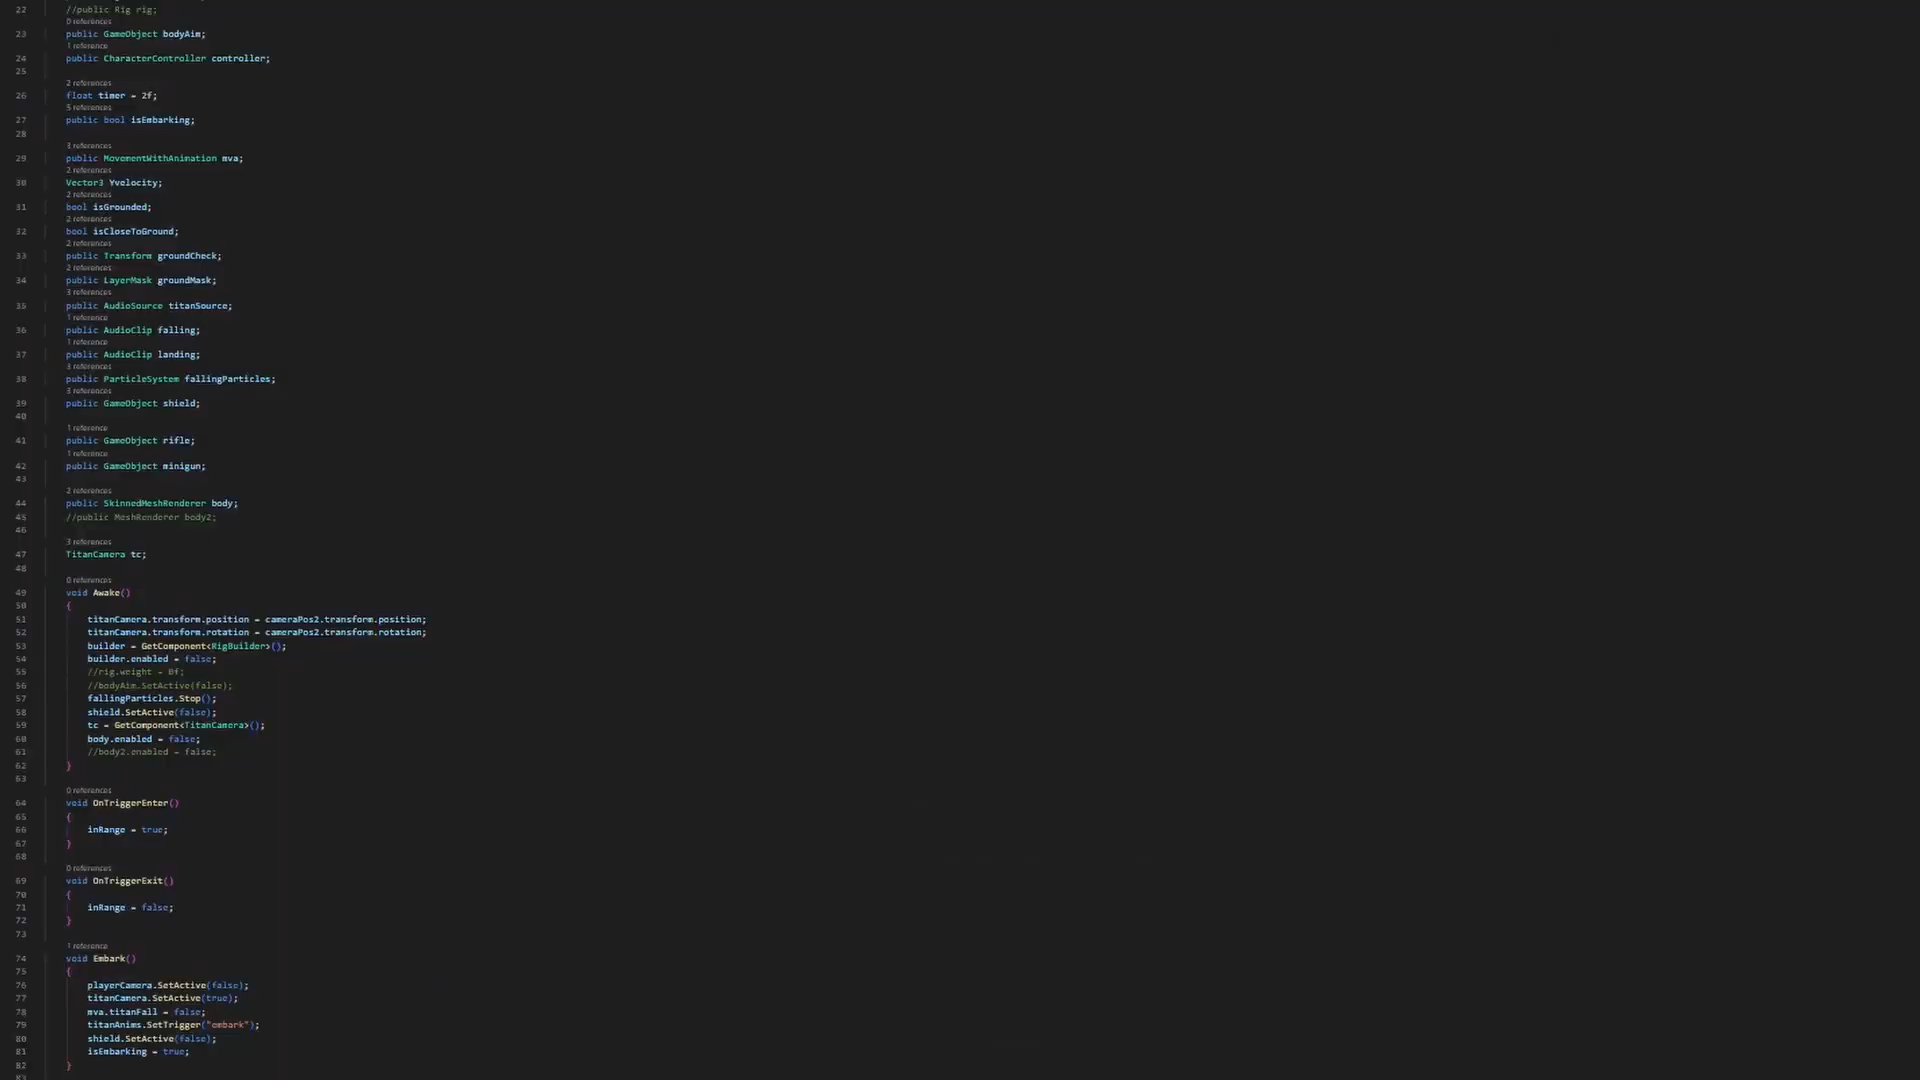 22 //public Rig rig;
0 references
23 public GameObject bodyAim;
1 reference
24 public CharacterController controller;
25
2 references
26 float timer = 2f;
5 references
27 public bool isEmbarking;
28
3 references
29 public MovementWithAnimation mva;
2 references
30 Vector3 Yvelocity;
2 references
31 bool isGrounded;
2 references
32 bool isCloseToGround;
2 references
33 public Transform groundCheck;
2 references
34 public LayerMask groundMask;
3 references
35 public AudioSource titanSource;
1 reference
36 public AudioClip falling;
1 reference
37 public AudioClip landing;
3 references
38 public ParticleSystem fallingParticles;
3 references
39 public GameObject shield;
40
1 reference
41 public GameObject rifle;
1 reference
42 public GameObject minigun;
43
2 references
44 public SkinnedMeshRenderer body;
45 //public MeshRenderer body2;
46
3 references
47 TitanCamera tc;
48
0 references
49 void Awake()
50 {
51 titanCamera.transform.position = cameraPos2.transform.position;
52 titanCamera.transform.rotation = cameraPos2.transform.rotation;
53 builder = GetComponent<RigBuilder>();
54 builder.enabled = false;
55 //rig.weight = 0f;
56 //bodyAim.SetActive(false);
57 fallingParticles.Stop();
58 shield.SetActive(false);
59 tc = GetComponent<TitanCamera>();
60 body.enabled = false;
61 //body2.enabled = false;
62 }
63
0 references
64 void OnTriggerEnter()
65 {
66 inRange = true;
67 }
68
0 references
69 void OnTriggerExit()
70 {
71 inRange = false;
72 }
73
1 reference
74 void Embark()
75 {
76 playerCamera.SetActive(false);
77 titanCamera.SetActive(true);
78 mva.titanFall = false;
79 titanAnims.SetTrigger("embark");
80 shield.SetActive(false);
81 isEmbarking = true;
82 }
83